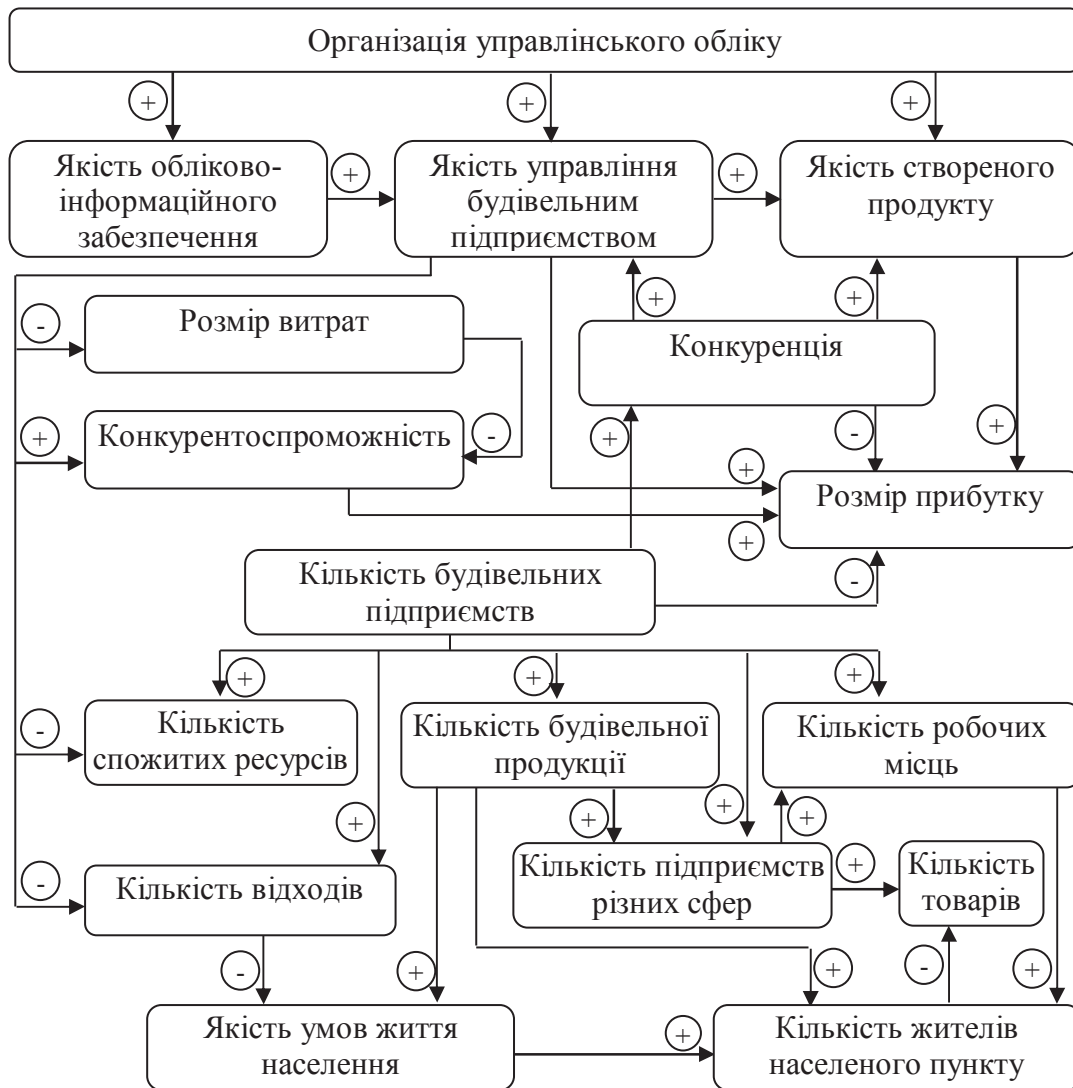 Організація управлінського обліку
+
+
+
Якість обліково-
інформаційного
забезпечення
+
Якість управління
будівельним
підприємством
+
Якість створеного
продукту
-
Розмір витрат
+
+
Конкуренція
+
Конкурентоспроможність
-
+
-
+
+
Розмір прибутку
+
Кількість будівельних
підприємств
-
+
+
+
-
Кількість
спожитих ресурсів
Кількість будівельної
продукції
Кількість робочих
місць
+
+
+
+
-
Кількість відходів
Кількість підприємств
різних сфер
+
Кількість
товарів
-
+
+
-
+
Якість умов життя
населення
+
Кількість жителів
населеного пункту